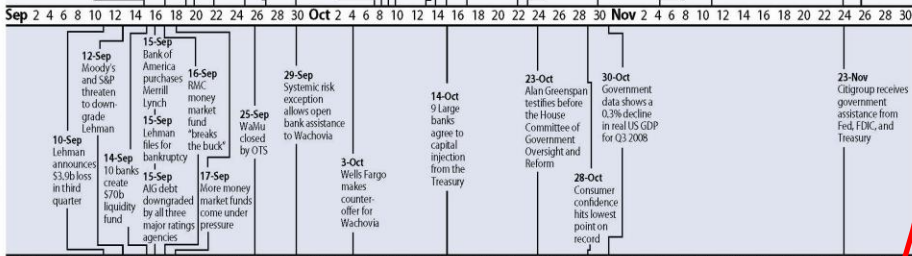 Sep 2 4 6 8 10 12 14 16 18 20 22 24 26 28 30 Oct 2 4 6 8 10 12 14 16 18 20 22 24 26 28 30 Nov 2 4 6 8 10 12 14 16 18 20 22 24 26 28 30
10-Sep
Lehman
announces
$3.9b loss
in third
quarter
12-Sep
Moody's
and S&P
threaten
to down-
grade
Lehman
14-Sep
10 banks
create
$70b
liquidity
fund
15-Sep
Bank of
America
purchases
Merrill
Lynch
15-Sep
Lehman
files for
bankruptcy
15-Sep
AIG debt
downgraded
by all three
major ratings
agencies
16-Sep
RMC
money
market
fund
"breaks
the buck"
17-Sep
More money
market funds
come under
pressure
25-Sep
WaMu
closed
by OTS
29-Sep
Systemic risk
exception
allows open
bank assistance
to Wachovia
3-Oct
Wells Fargo
makes
counter-
offer for
Wachovia
14-Oct
9 Large
banks
agree to
capital
injection
from the
Treasury
23-Oct
Alan Greenspan
testifies before
the House
Committee of
Government
Oversight and
Reform
28-Oct
Consumer
confidence
hits lowest
point on
record
30-Oct
Government
data shows a
0.3% decline
in real US GDP
for Q3 2008
23-Nov
Citigroup receives
government
assistance from
Fed, FDIC, and
Treasury